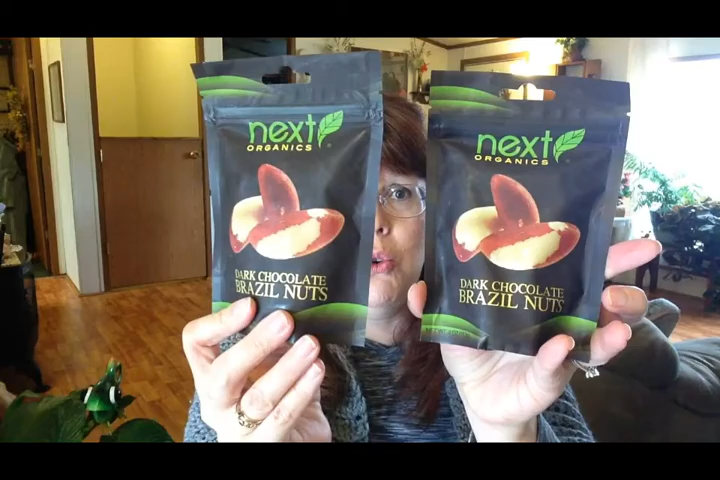 next
ORGANICS
DARK CHOCOLATE
BRAZIL NUTS
next
ORGANICS
DARK CHOCOLATE
BRAZIL NUTS